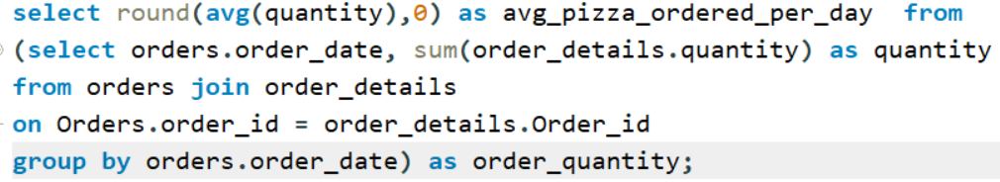 select round(avg(quantity),0) as avg_pizza_ordered_per_day  from
(select orders.order_date, sum(order_details.quantity) as quantity
from orders join order_details
on Orders.order_id = order_details.Order_id
group by orders.order_date) as order_quantity;